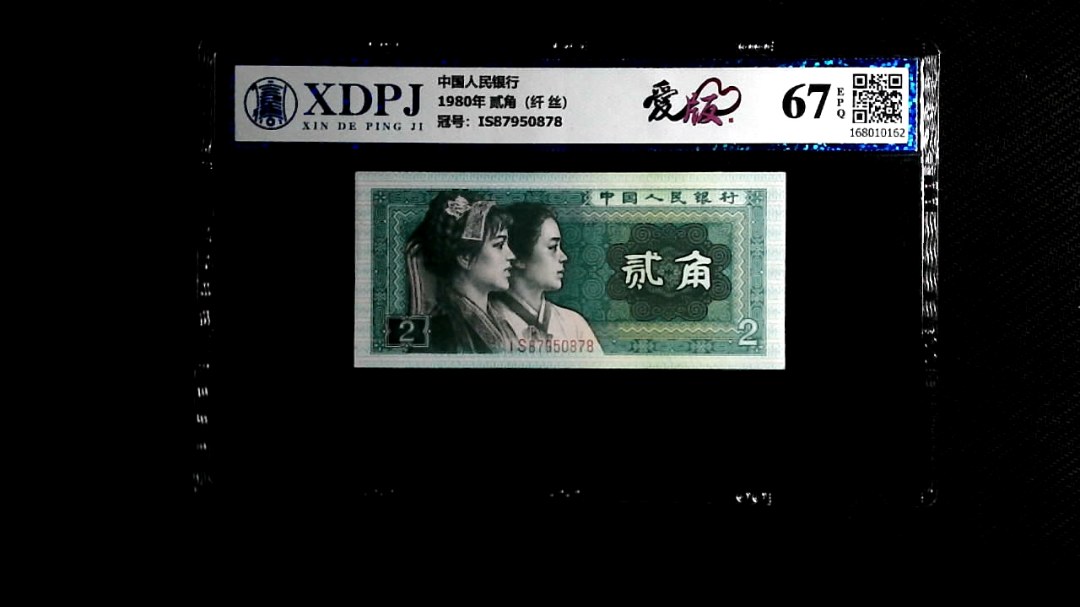 XDPJ
XIN DE PING JI
中国人民银行
1980年 贰角（纤 丝）
冠号：IS87950878
爱版.
67
EPQ
168010162
中国人民银行
贰角
2
2
IS87950878